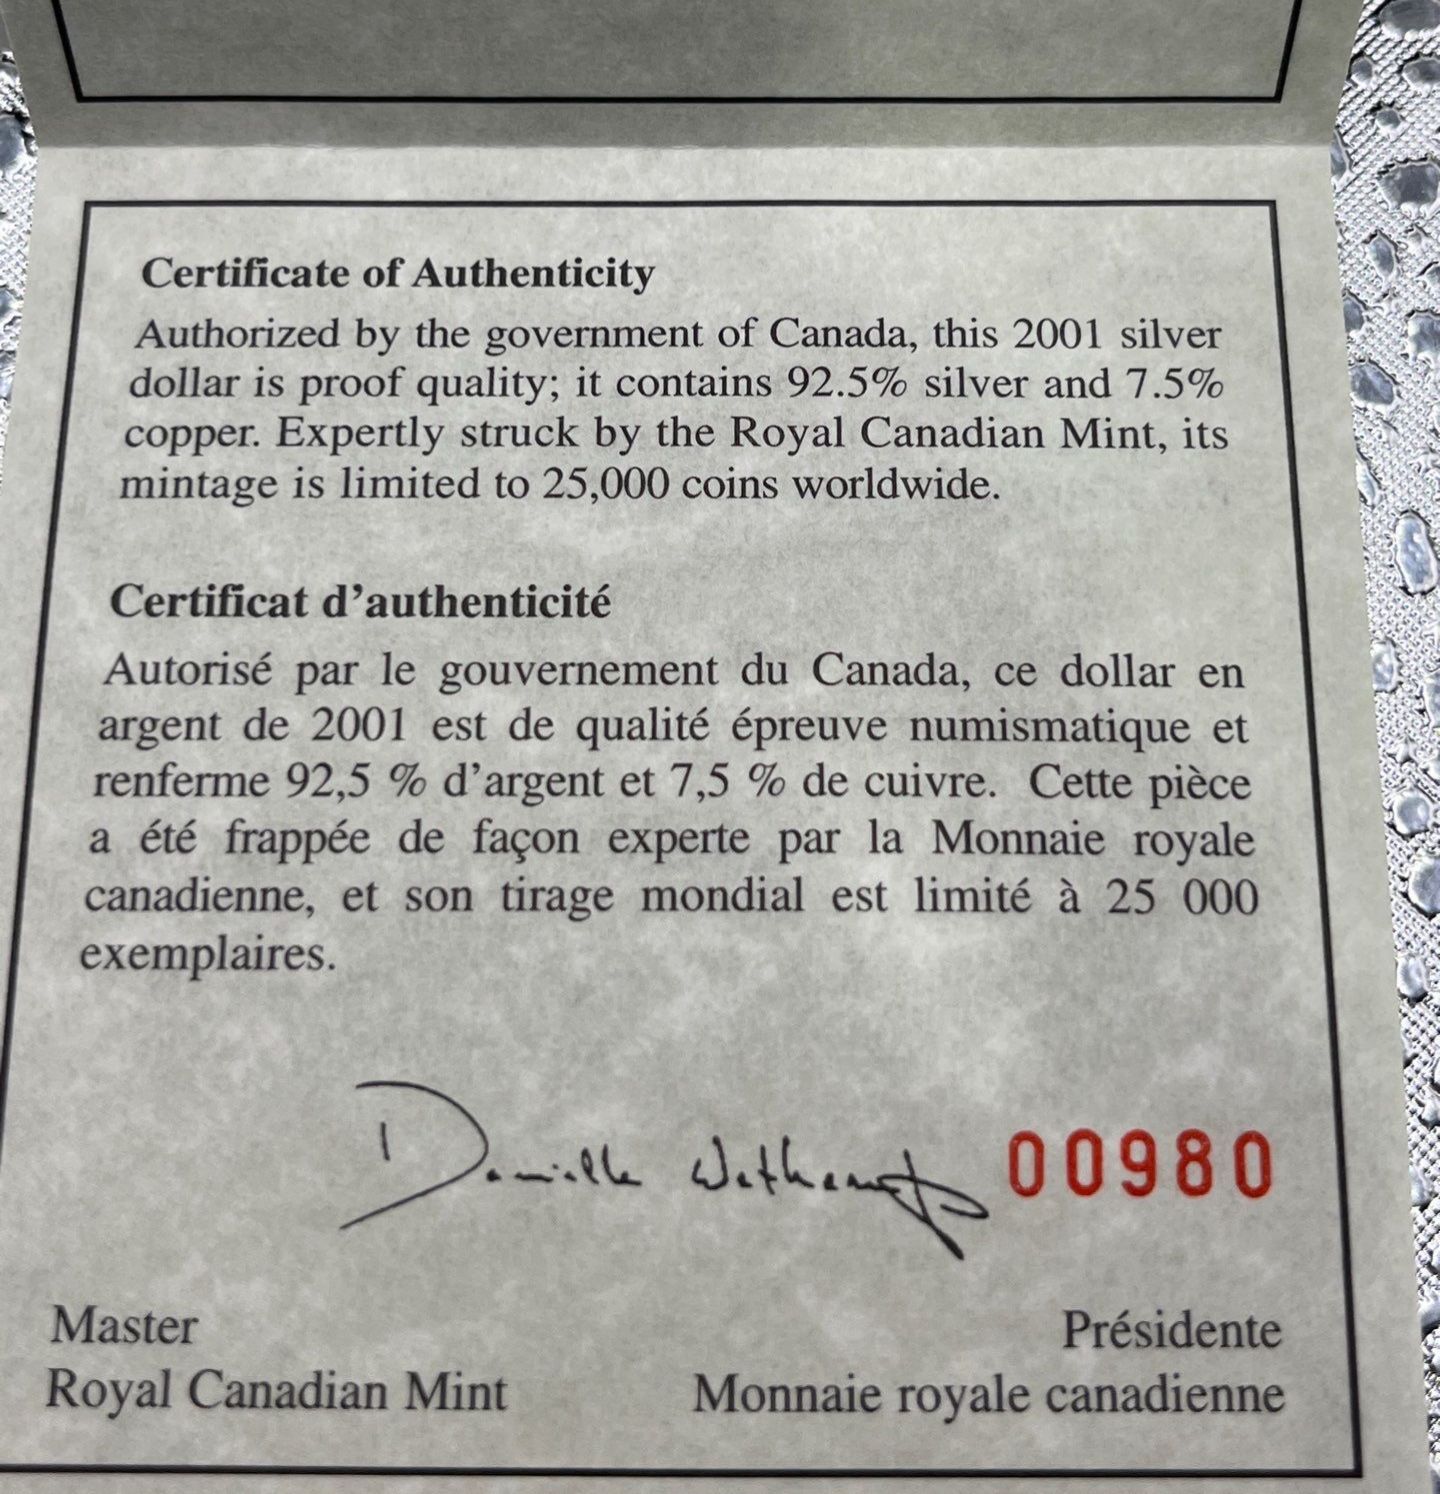 Certificate of Authenticity
Authorized by the government of Canada, this 2001 silver
dollar is proof quality; it contains 92.5% silver and 7.5%
copper. Expertly struck by the Royal Canadian Mint, its
mintage is limited to 25,000 coins worldwide.
Certificat d’authenticité
Autorisé par le gouvernement du Canada, ce dollar en
argent de 2001 est de qualité épreuve numismatique et
renferme 92,5 % d’argent et 7,5 % de cuivre. Cette pièce
a été frappée de façon experte par la Monnaie royale
canadienne, et son tirage mondial est limité à 25 000
exemplaires.
Danielle 00980
Master Présidente
Royal Canadian Mint Monnaie royale canadienne